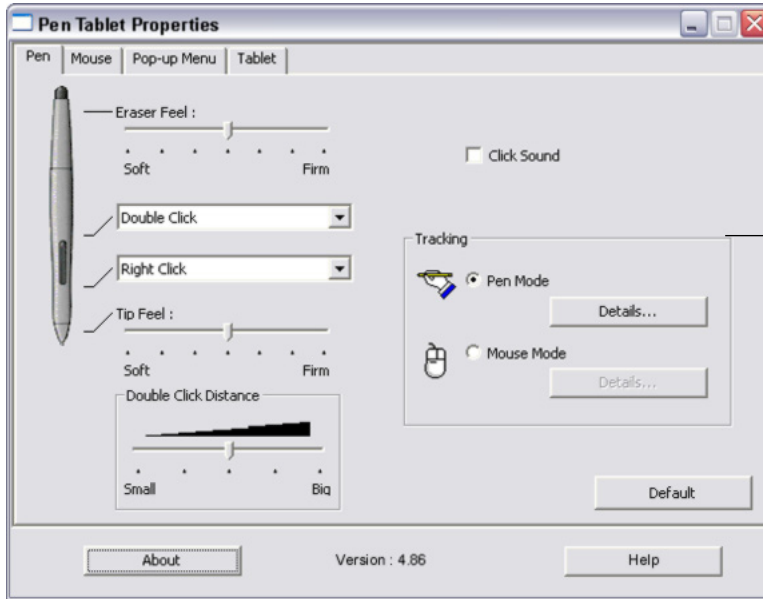 Pen Tablet Properties
Pen Mouse Pop-up Menu Tablet
Eraser Feel :
Soft Firm
Click Sound
Double Click
Right Click
Tracking
Pen Mode
Details...
Mouse Mode
Details...
Tip Feel :
Soft Firm
Double Click Distance
Small Big
Default
About Version : 4.86 Help